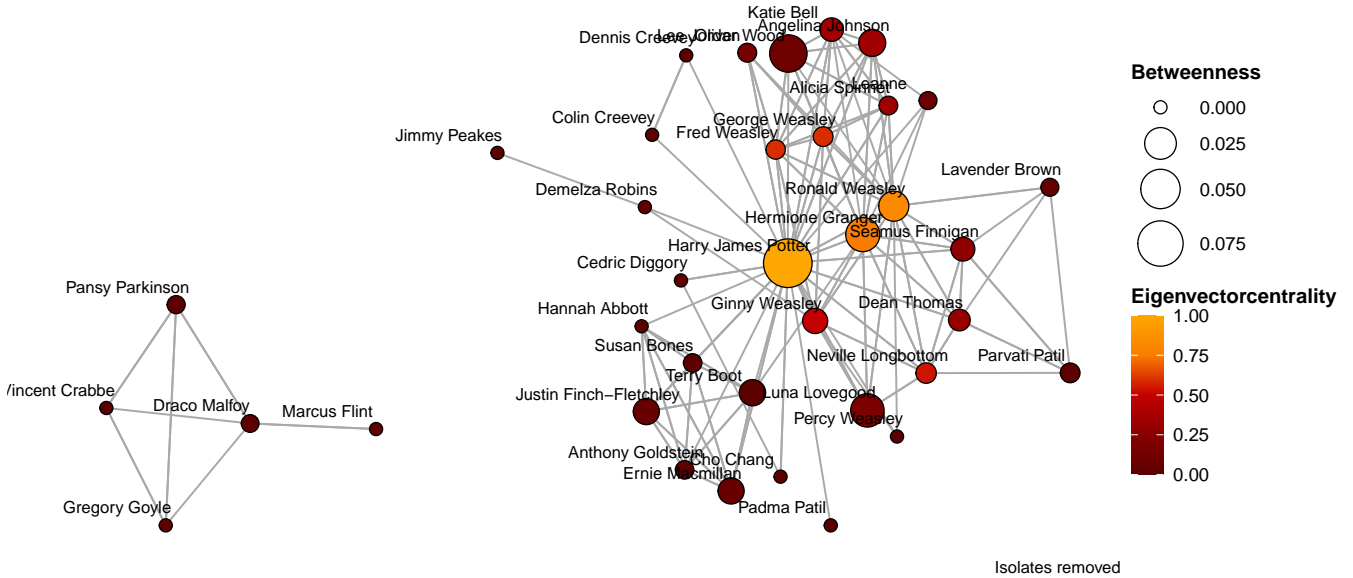 Katie Bell
Angelina Johnson
Dennis Creevey
Lee Jordan
Oliver Wood
Alicia Spinnet
Leanne
Colin Creevey
George Weasley
Fred Weasley
Jimmy Peakes
Lavender Brown
Demelza Robins
Ronald Weasley
Hermione Granger
Seamus Finnigan
Harry James Potter
Cedric Diggory
Pansy Parkinson
Hannah Abbott
Ginny Weasley
Dean Thomas
Susan Bones
Neville Longbottom
Parvati Patil
Terry Boot
Vincent Crabbe
Draco Malfoy
Marcus Flint
Justin Finch−Fletchley
Luna Lovegood
Percy Weasley
Anthony Goldstein
Cho Chang
Ernie Macmillan
Gregory Goyle
Padma Patil
Isolates removed
Betweenness
0.000
0.025
0.050
0.075
Eigenvectorcentrality
1.00
0.75
0.50
0.25
0.00